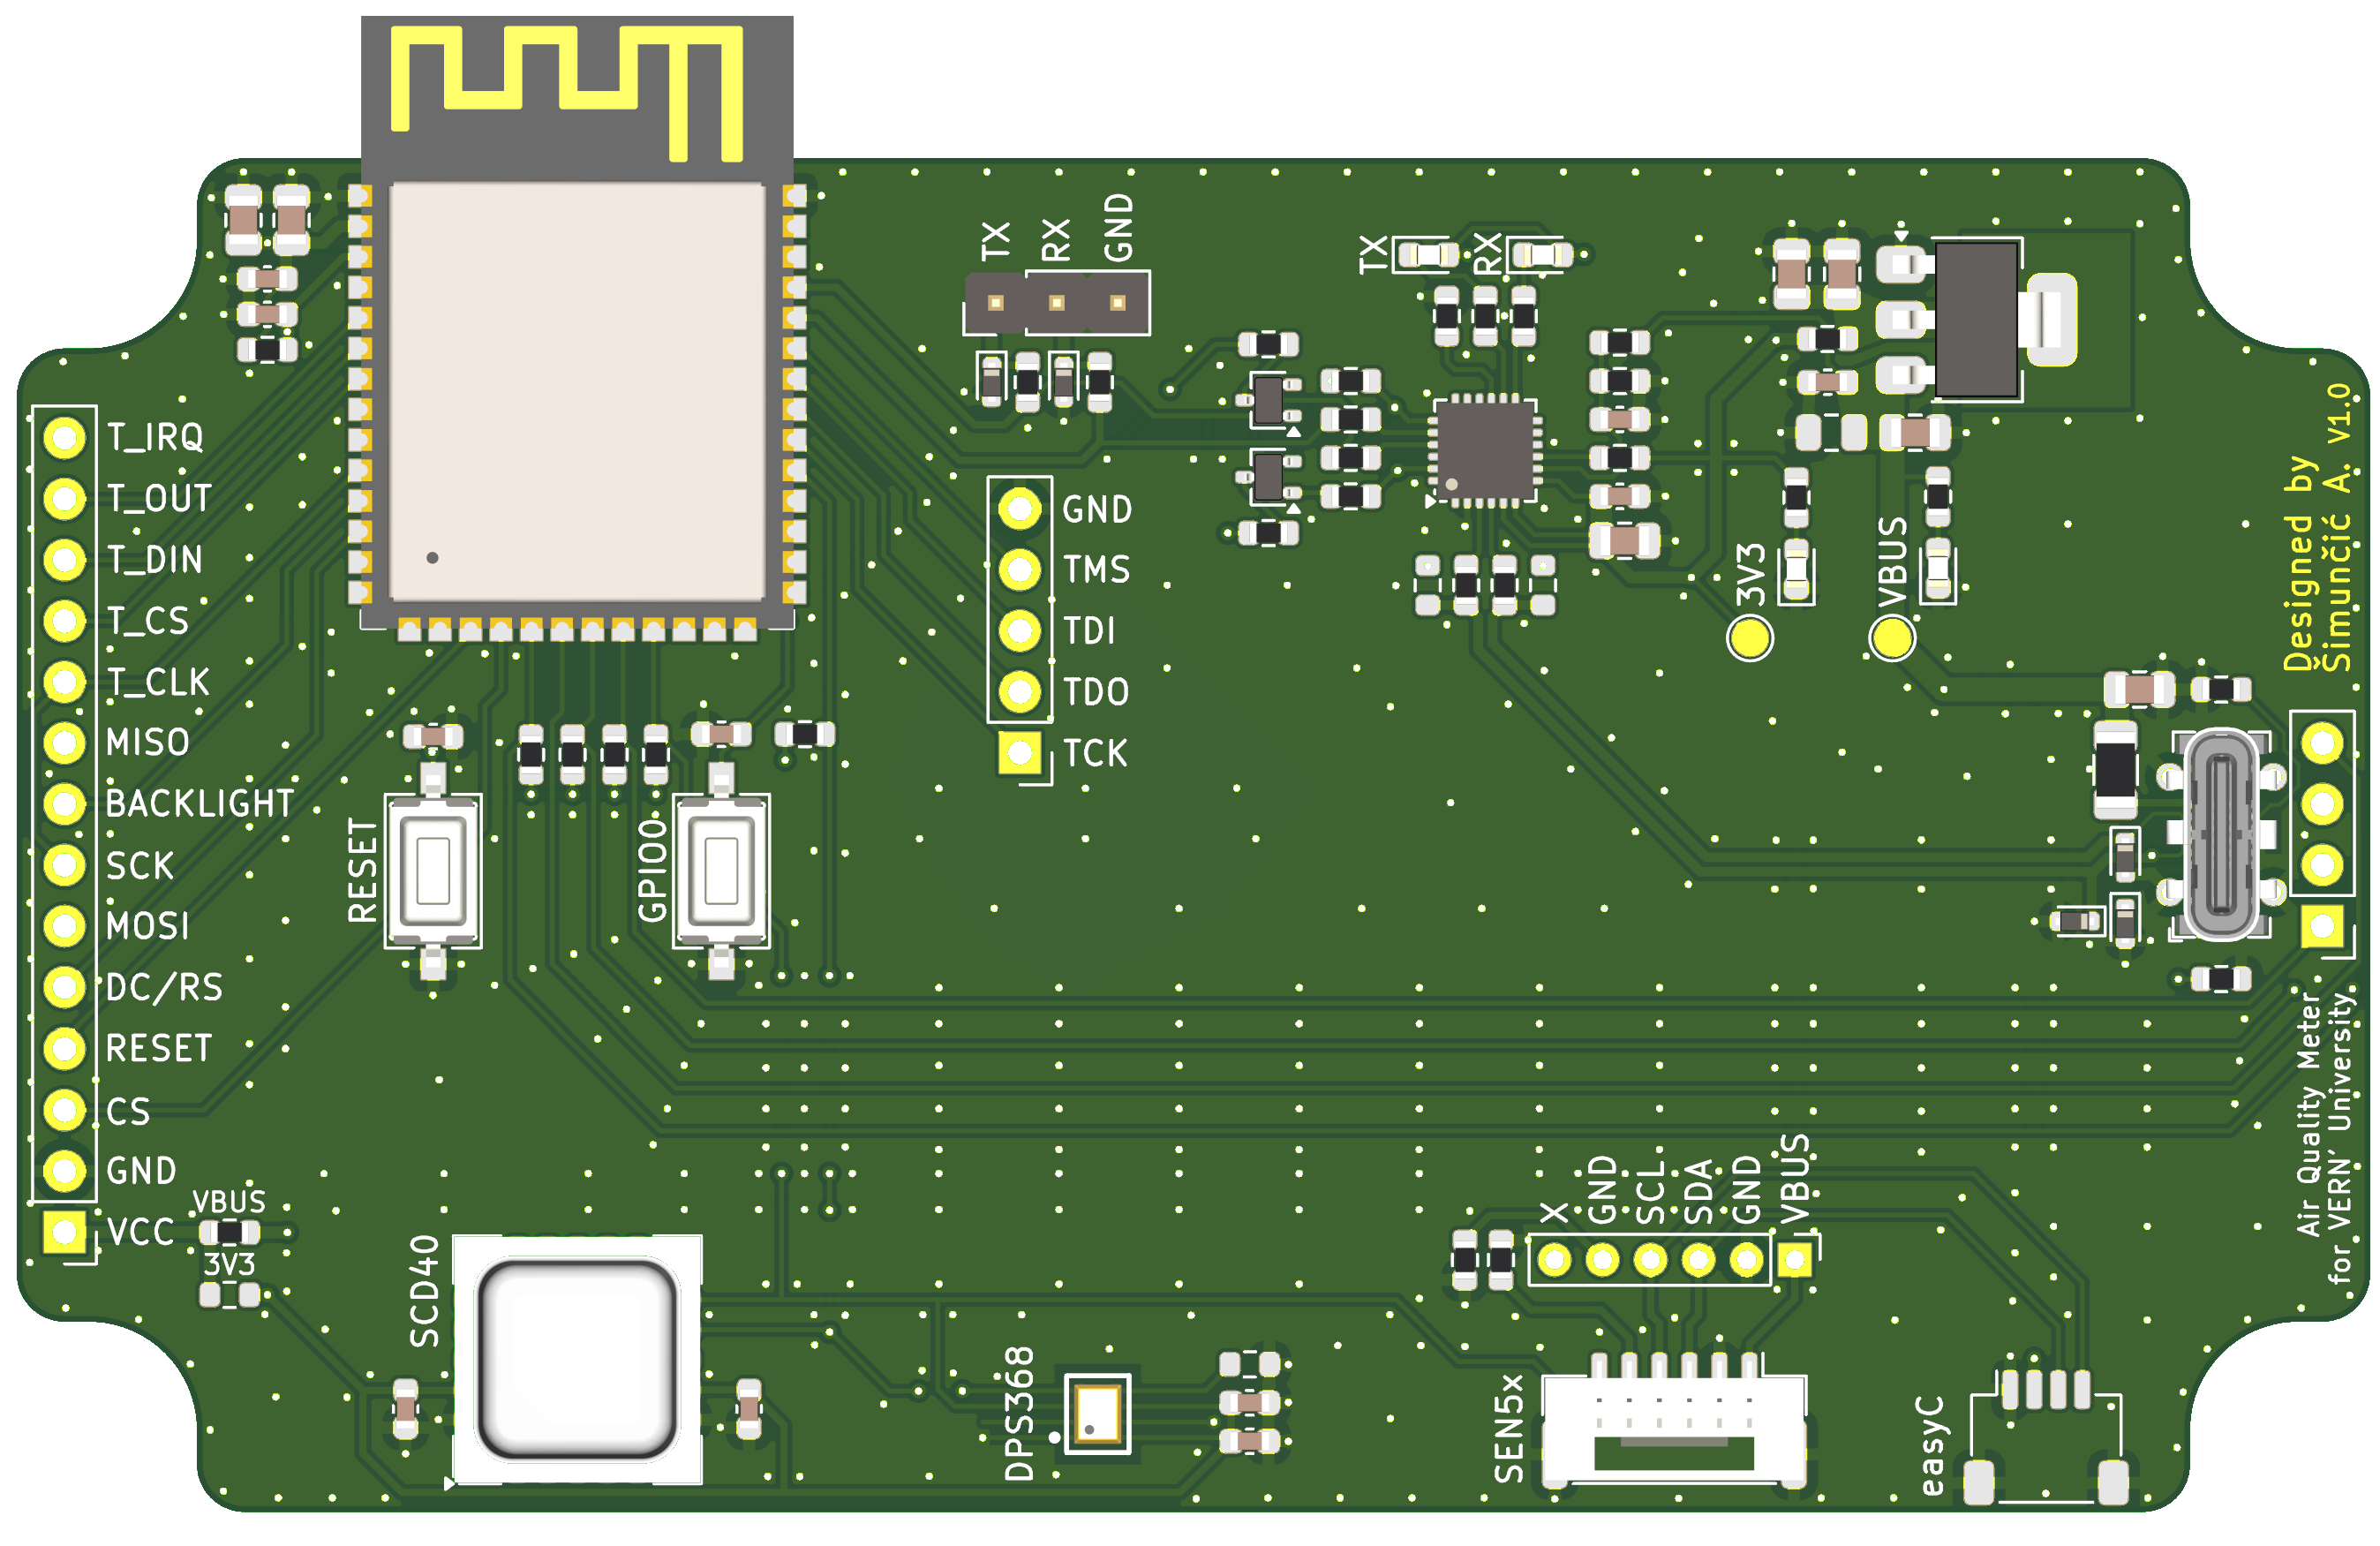 TX
RX
GND
TX
RX
T_IRQ
T_OUT
T_DIN
T_CS
T_CLK
MISO
BACKLIGHT
SCK
MOSI
DC/RS
RESET
CS
GND
VCC
VBUS
3V3
RESET
GPIO0
GND
TMS
TDI
TDO
TCK
3V3
VBUS
Designed by
Šimunčić A. V1.0
Air Quality Meter
for VERN' University
X
GND
SCL
SDA
GND
VBUS
SCD40
DPS368
SEN5x
easyC